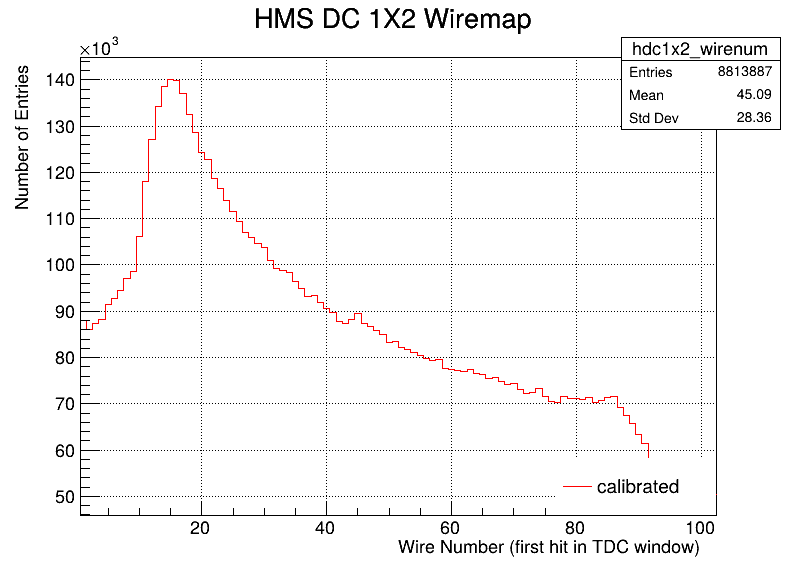 HMS DC 1X2 Wiremap
×10³
hdc1x2_wirenum
Entries 8813887
Mean 45.09
Std Dev 28.36
Number of Entries
140
130
120
110
100
90
80
70
60
50
calibrated
20 40 60 80 100
Wire Number (first hit in TDC window)